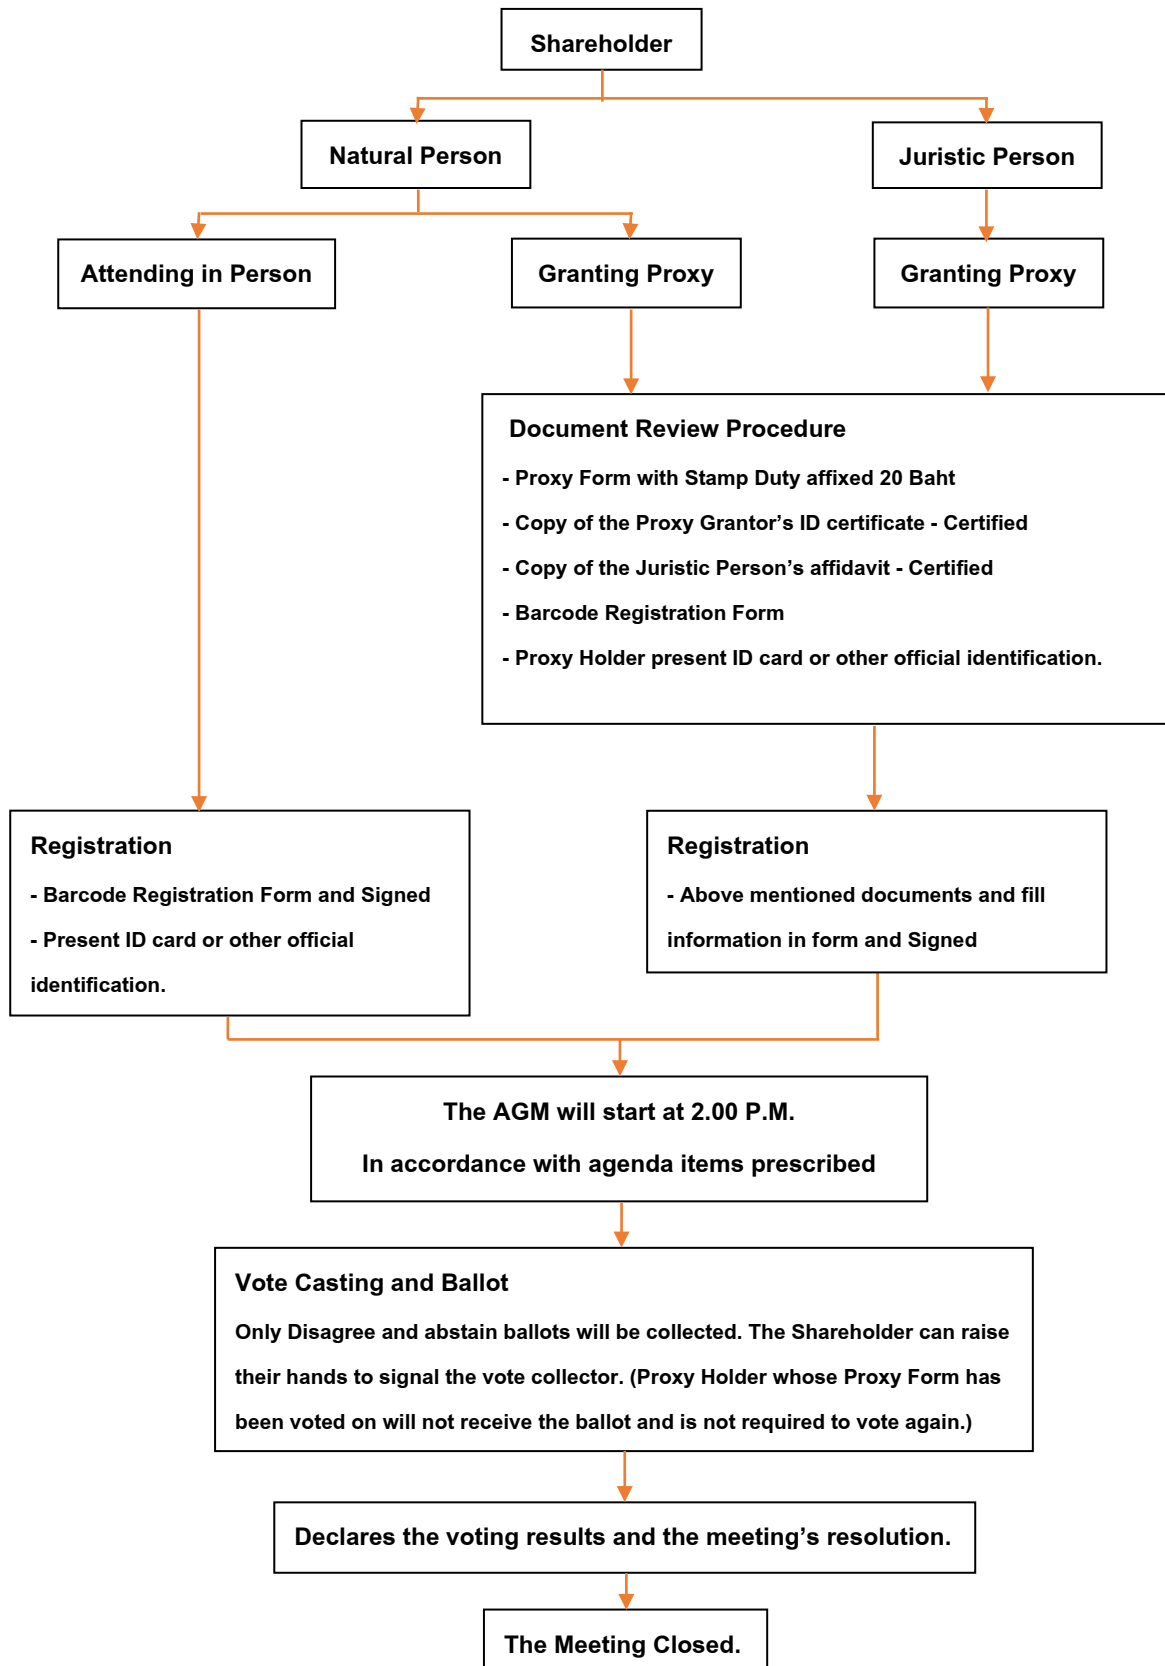 Shareholder
Natural Person
Juristic Person
Attending in Person
Granting Proxy
Granting Proxy
Document Review Procedure
- Proxy Form with Stamp Duty affixed 20 Baht
- Copy of the Proxy Grantor’s ID certificate - Certified
- Copy of the Juristic Person’s affidavit - Certified
- Barcode Registration Form
- Proxy Holder present ID card or other official identification.
Registration
- Barcode Registration Form and Signed
- Present ID card or other official
identification.
Registration
- Above mentioned documents and fill
information in form and Signed
The AGM will start at 2.00 P.M.
In accordance with agenda items prescribed
Vote Casting and Ballot
Only Disagree and abstain ballots will be collected. The Shareholder can raise
their hands to signal the vote collector. (Proxy Holder whose Proxy Form has
been voted on will not receive the ballot and is not required to vote again.)
Declares the voting results and the meeting’s resolution.
The Meeting Closed.